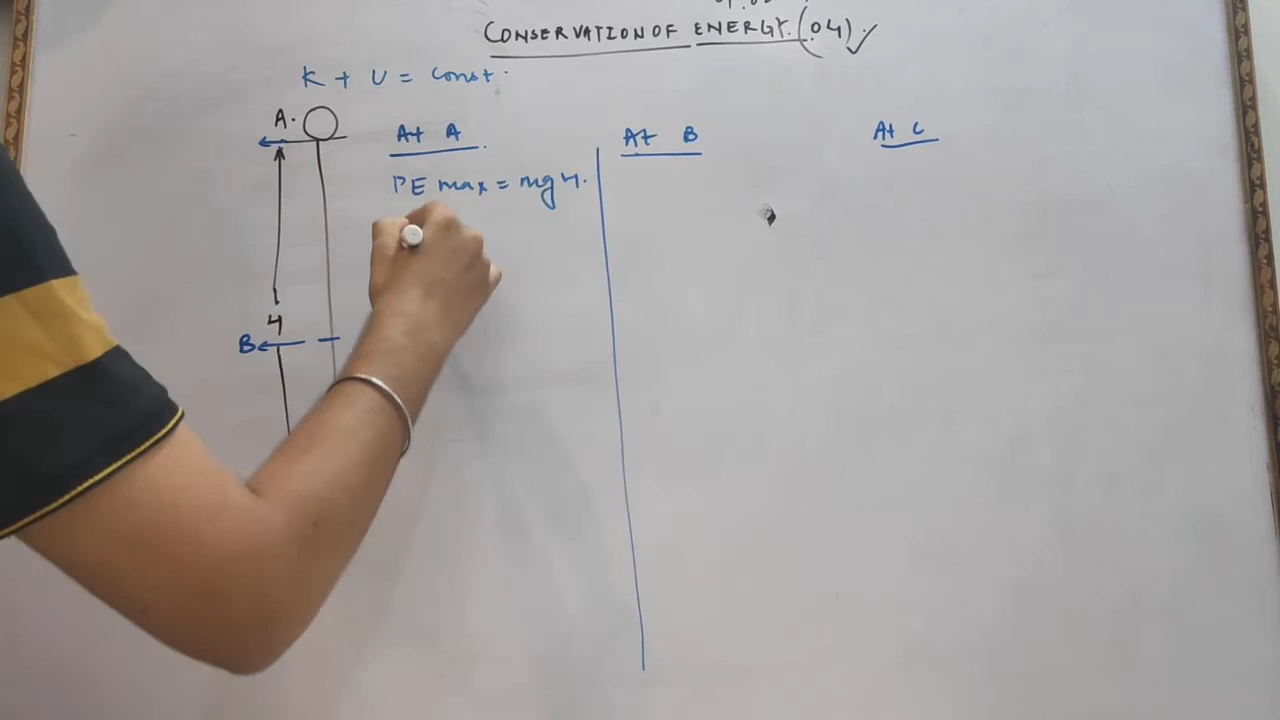 CONSERVATION OF ENERGY. (04)✓
K + U = Const.
A.
At A
At B
At C
PE max = mgH.
H
B